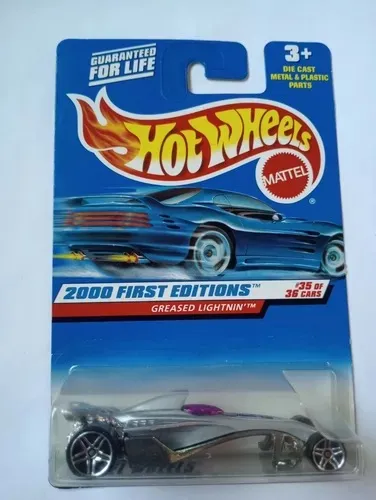 GUARANTEED
FOR LIFE
3+
DIE CAST
METAL & PLASTIC
PARTS
HOT WHEELS
MATTEL
®
2000 FIRST EDITIONS™
#35 OF
36 CARS
GREASED LIGHTNIN'™